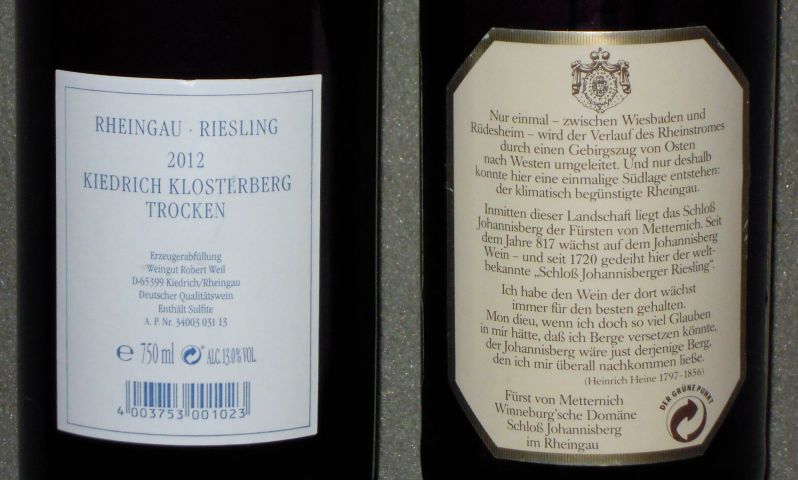 RHEINGAU · RIESLING
2012
KIEDRICH KLOSTERBERG
TROCKEN
Erzeugerabfüllung
Weingut Robert Weil
D-65399 Kiedrich/Rheingau
Deutscher Qualitätswein
Enthält Sulfite
A. P. Nr. 34003 031 13
e 750 ml ALC. 13.0% VOL.
4 003753 001023
Nur einmal – zwischen Wiesbaden und
Rüdesheim – wird der Verlauf des Rheinstromes
durch einen Gebirgszug von Osten
nach Westen umgeleitet. Und nur deshalb
konnte hier eine einmalige Südlage entstehen:
der klimatisch begünstigte Rheingau.
Inmitten dieser Landschaft liegt das Schloß
Johannisberg der Fürsten von Metternich. Seit
dem Jahre 817 wächst auf dem Johannisberg
Wein – und seit 1720 gedeiht hier der welt-
bekannte „Schloß Johannisberger Riesling“.
Ich habe den Wein der dort wächst
immer für den besten gehalten.
Mon dieu, wenn ich doch so viel Glauben
in mir hätte, daß ich Berge versetzen könnte,
der Johannisberg wäre just derjenige Berg,
den ich mir überall nachkommen ließe.
(Heinrich Heine 1797–1856)
Fürst von Metternich
Winneburg'sche Domäne
Schloß Johannisberg
im Rheingau
DER GRÜNE PUNKT